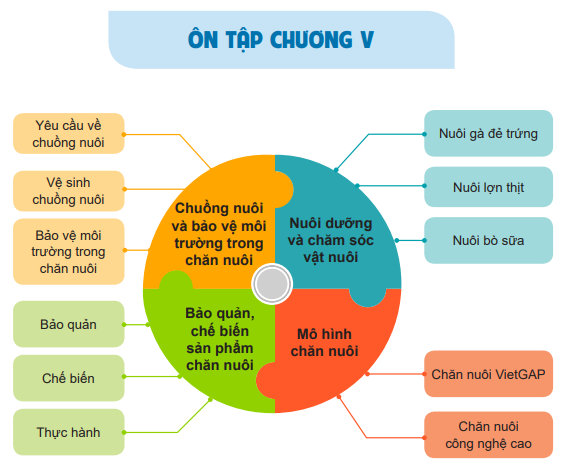 ÔN TẬP CHƯƠNG V
Yêu cầu về
chuồng nuôi
Vệ sinh
chuồng nuôi
Bảo vệ môi
trường trong
chăn nuôi
Chuồng nuôi
và bảo vệ môi
trường trong
chăn nuôi
Nuôi dưỡng
và chăm sóc
vật nuôi
Nuôi gà đẻ trứng
Nuôi lợn thịt
Nuôi bò sữa
Bảo quản
Chế biến
Thực hành
Bảo quản,
chế biến
sản phẩm
chăn nuôi
Mô hình
chăn nuôi
Chăn nuôi VietGAP
Chăn nuôi
công nghệ cao